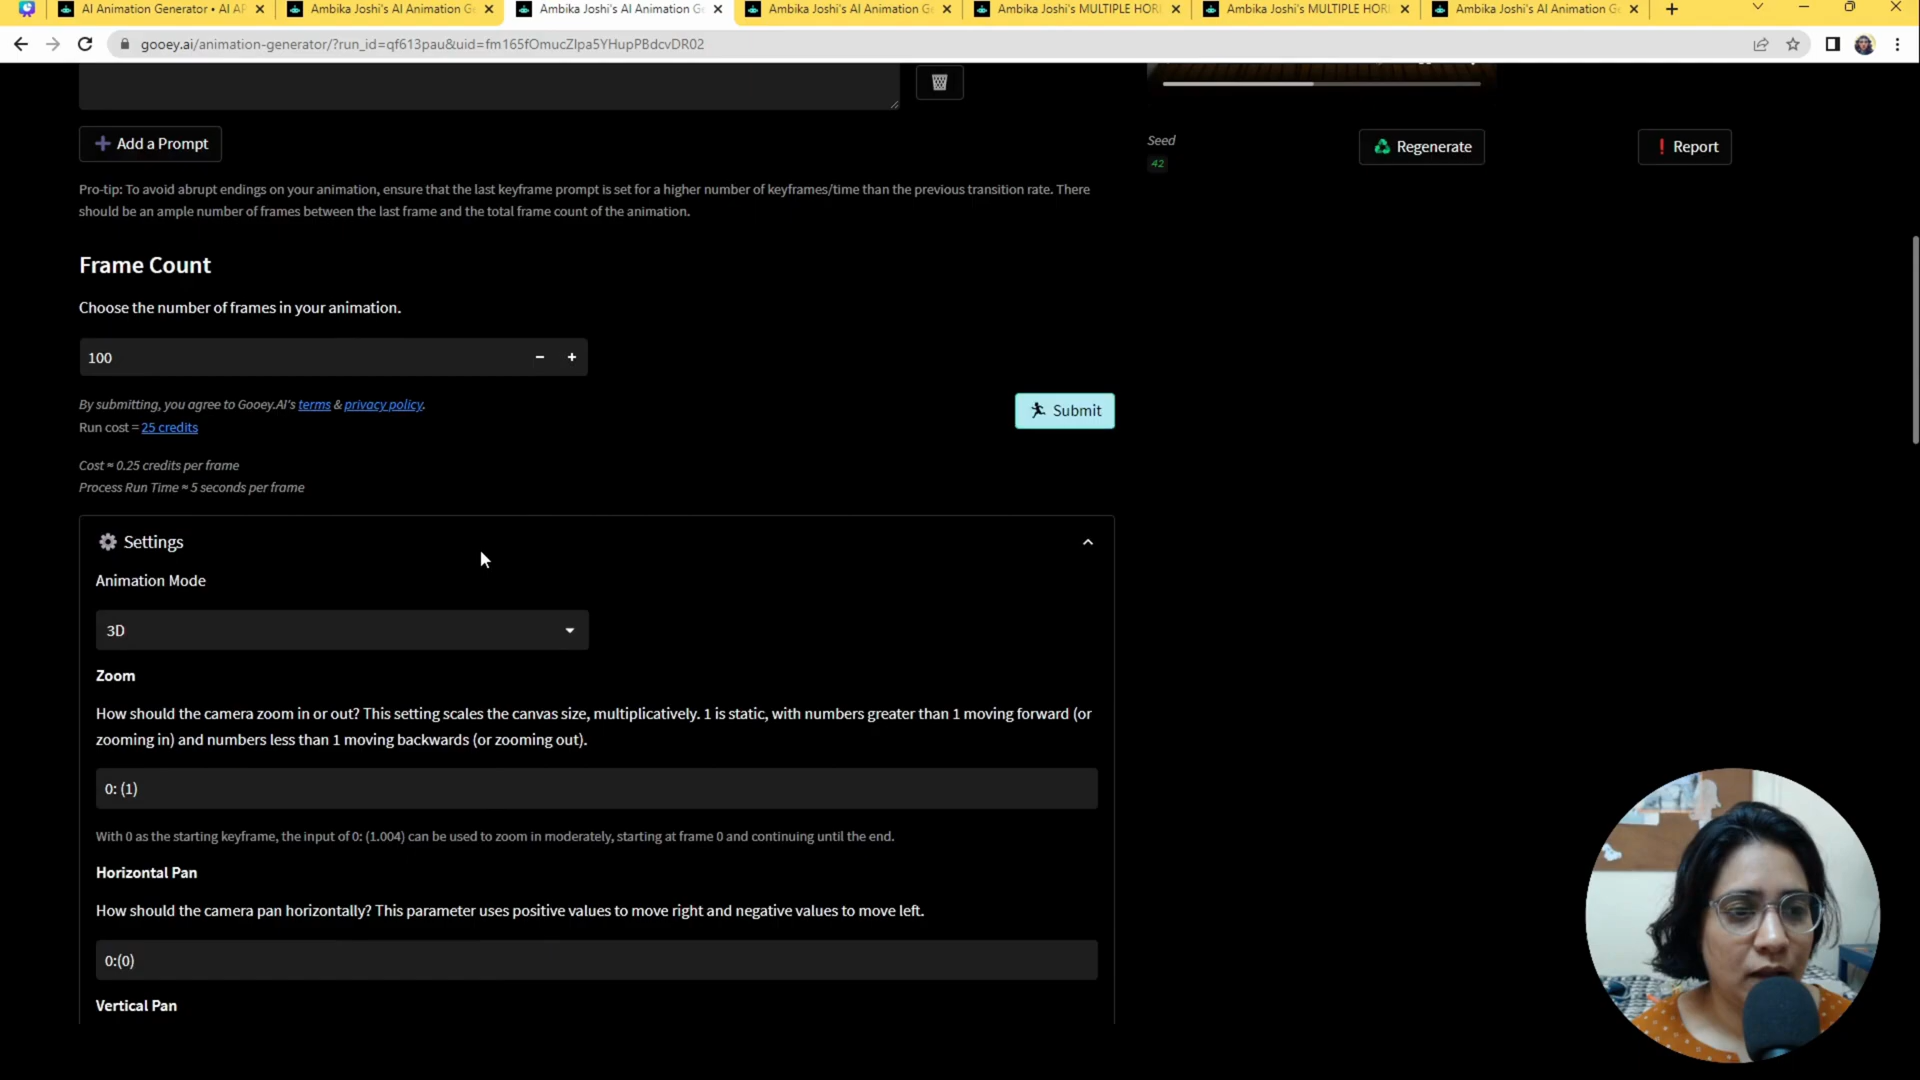 AI Animation Generator • AI AP
Ambika Joshi's AI Animation Ge
Ambika Joshi's AI Animation Ge
Ambika Joshi's AI Animation Ge
Ambika Joshi's MULTIPLE HORI
Ambika Joshi's MULTIPLE HORI
Ambika Joshi's AI Animation Ge
gooey.ai/animation-generator/?run_id=qf613pau&uid=fm165fOmucZlpa5YHupPBdcvDR02
Add a Prompt
Seed
42
Regenerate
Report
Pro-tip: To avoid abrupt endings on your animation, ensure that the last keyframe prompt is set for a higher number of keyframes/time than the previous transition rate. There
should be an ample number of frames between the last frame and the total frame count of the animation.
Frame Count
Choose the number of frames in your animation.
100
By submitting, you agree to Gooey.AI's terms & privacy policy.
Run cost = 25 credits
Submit
Cost ≈ 0.25 credits per frame
Process Run Time ≈ 5 seconds per frame
Settings
Animation Mode
3D
Zoom
How should the camera zoom in or out? This setting scales the canvas size, multiplicatively. 1 is static, with numbers greater than 1 moving forward (or
zooming in) and numbers less than 1 moving backwards (or zooming out).
0: (1)
With 0 as the starting keyframe, the input of 0: (1.004) can be used to zoom in moderately, starting at frame 0 and continuing until the end.
Horizontal Pan
How should the camera pan horizontally? This parameter uses positive values to move right and negative values to move left.
0:(0)
Vertical Pan